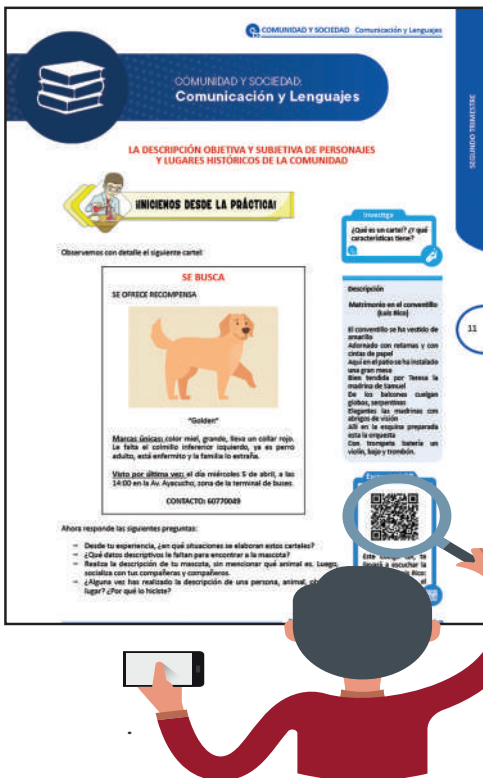 COMUNIDAD Y SOCIEDAD Comunicación y Lenguajes
COMUNIDAD Y SOCIEDAD:
Comunicación y Lenguajes
SEGUNDO TRIMESTRE
LA DESCRIPCIÓN OBJETIVA Y SUBJETIVA DE PERSONAJES
Y LUGARES HISTÓRICOS DE LA COMUNIDAD
¡INICIEMOS DESDE LA PRÁCTICA!
Observemos con detalle el siguiente cartel:
SE BUSCA
SE OFRECE RECOMPENSA
"Golden"
Marcas únicas: color miel, grande, lleva un collar rojo.
Le falta el colmillo inferior izquierdo, ya es perro
adulto, está enfermito y la familia lo extraña.
Visto por última vez: el día miércoles 5 de abril, a las
14:00 en la Av. Ayacucho, zona de la terminal de buses.
CONTACTO: 60770049
Ahora responde las siguientes preguntas:
– Desde tu experiencia, ¿en qué situaciones se elaboran estos carteles?
– ¿Qué datos descriptivos le faltan para encontrar a la mascota?
– Realiza la descripción de tu mascota, sin mencionar qué animal es. Luego,
socializa con tus compañeras y compañeros.
– ¿Alguna vez has realizado la descripción de una persona, animal,
lugar? ¿Por qué lo hiciste?
Investiga
¿Qué es un cartel? ¿Y qué
características tiene?
Descripción
Matrimonio en el conventillo
(Luis Rico)
El conventillo se ha vestido de
amarillo
Adornado con retamas y con
cintas de papel
Aquí en el patio se ha instalado
una gran mesa
Bien tendida por Teresa la
madrina de Samuel
De los balcones cuelgan
globos, serpentinas
Elegantes las madrinas con
abrigos de visón
Allí en la esquina preparada
esta la orquesta
Con trompeta batería un
violín, bajo y trombón.
11